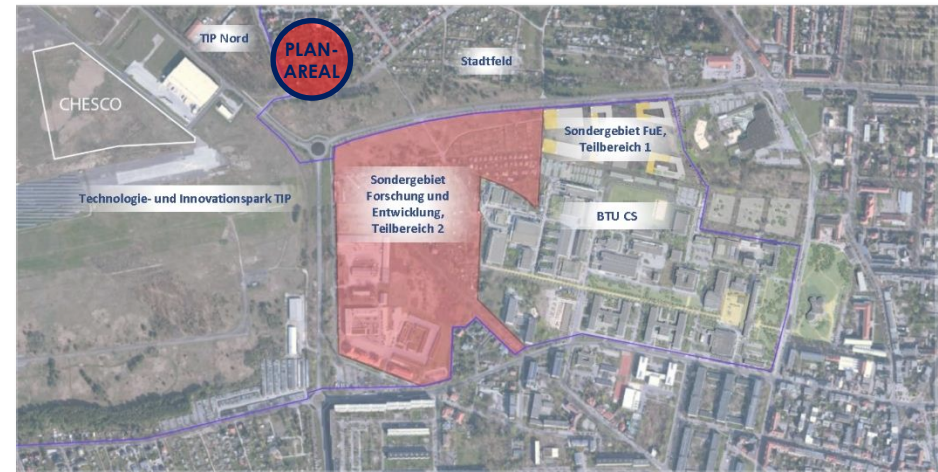 TIP Nord
PLAN-
AREAL
Stadtfeld
CHESCO
Sondergebiet FuE,
Teilbereich 1
Sondergebiet
Forschung und
Entwicklung,
Teilbereich 2
Technologie- und Innovationspark TIP
BTU CS